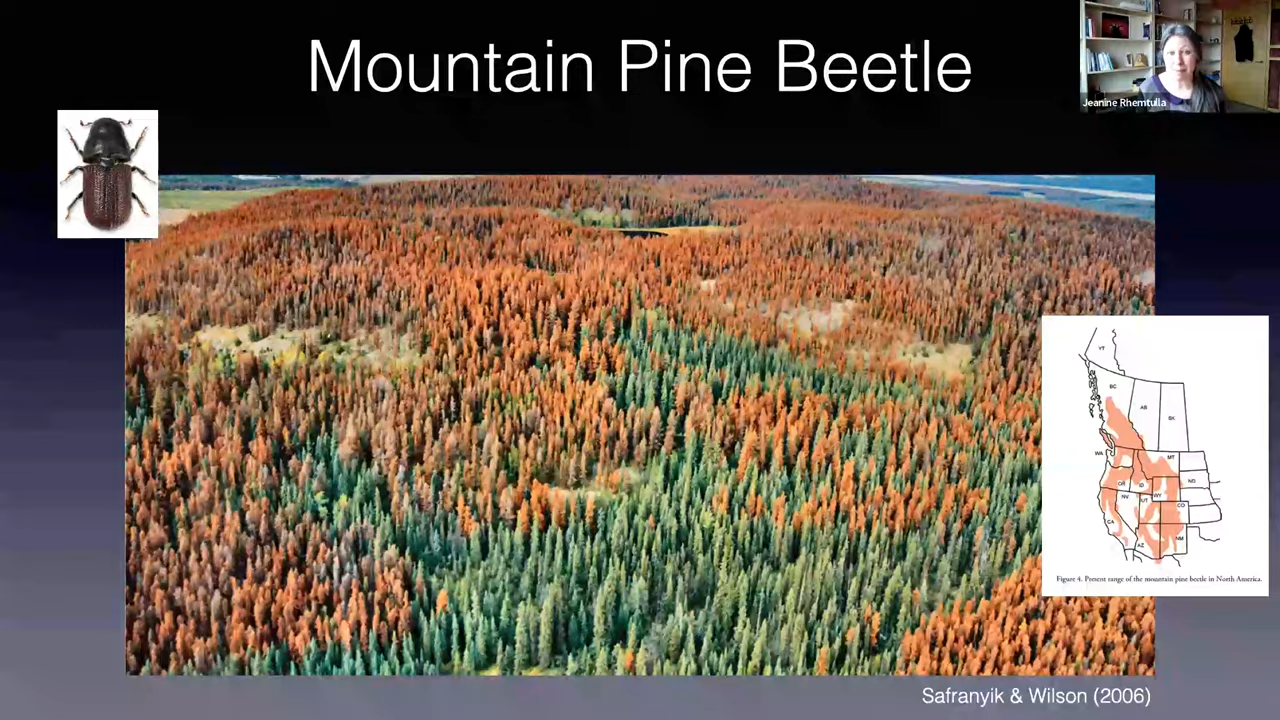 Mountain Pine Beetle
Jeanine Rhemtulla
YT
BC
AB
SK
WA
MT
OR
ID
ND
NV
UT
WY
CO
CA
AZ
NM
Figure 4. Present range of the mountain pine beetle in North America.
Safranyik & Wilson (2006)